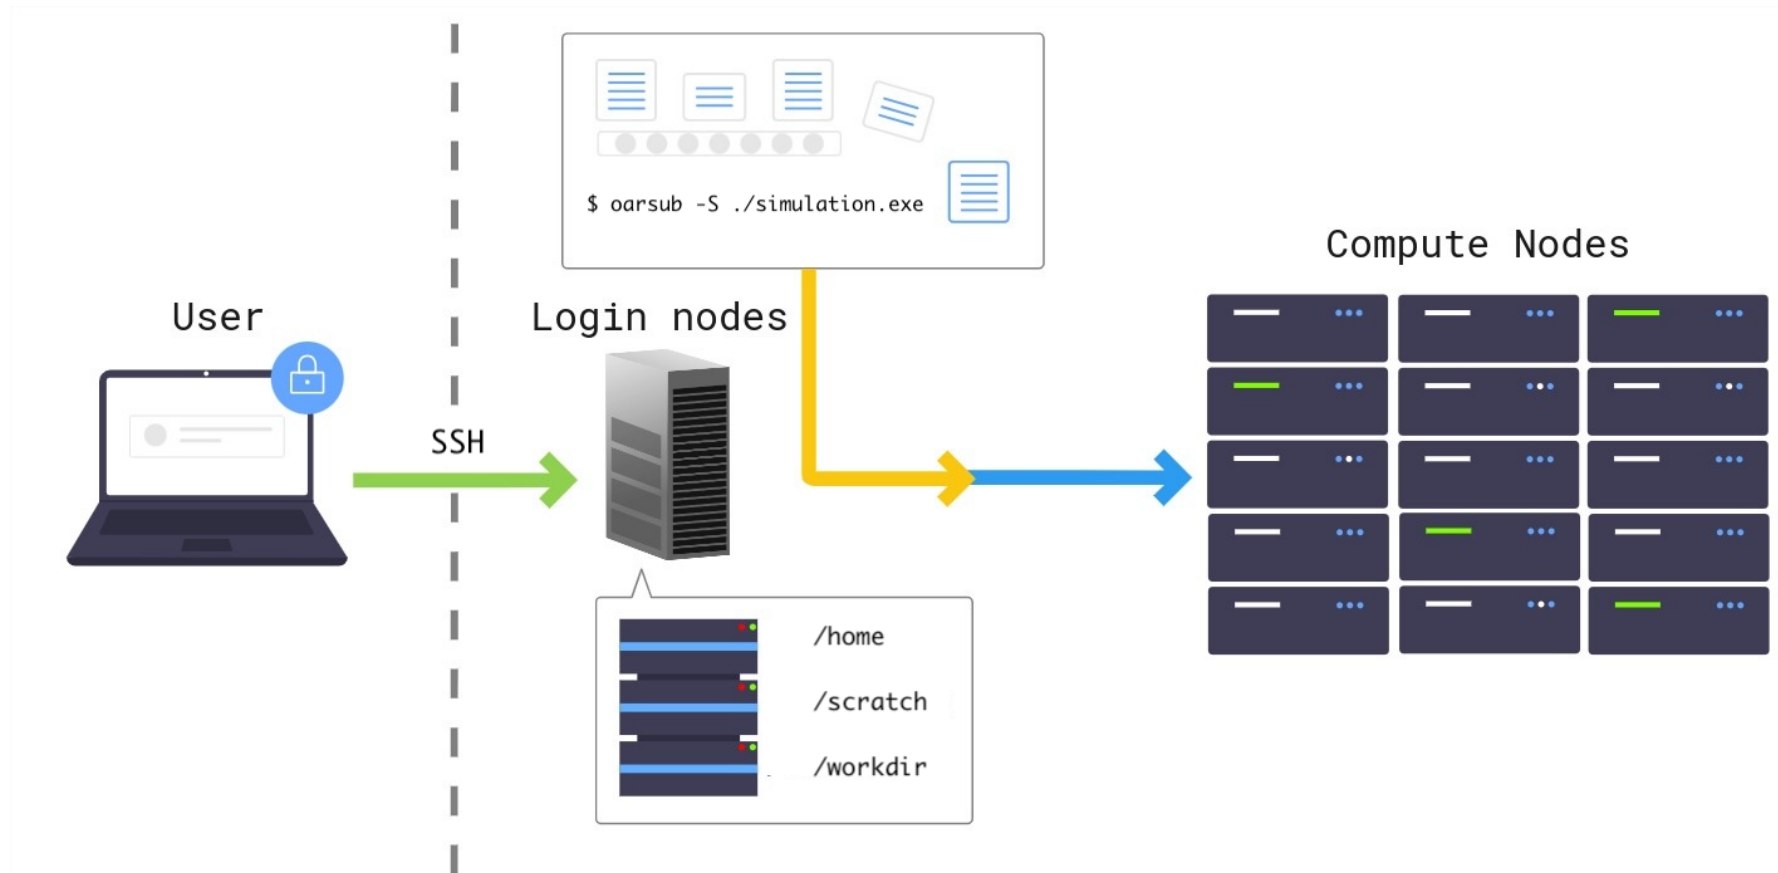 $ oarsub -S ./simulation.exe
Compute Nodes
User
Login nodes
SSH
/home
/scratch
/workdir